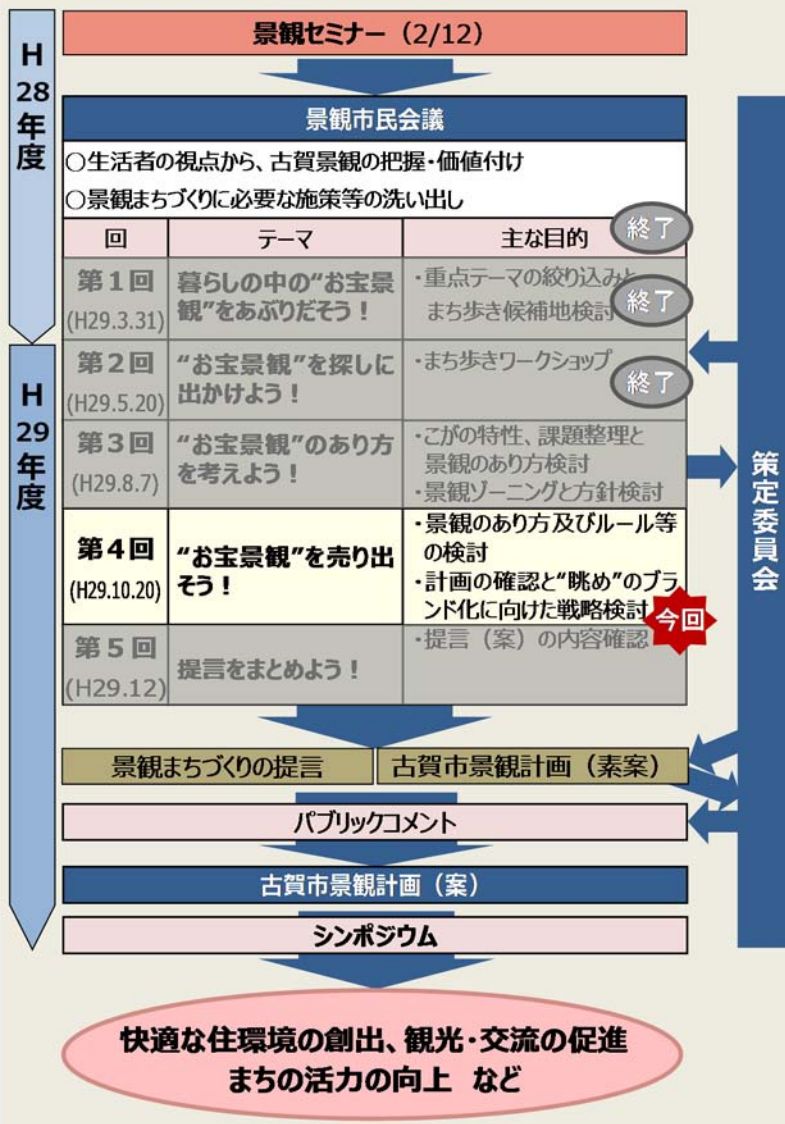 H
28
年
度
景観セミナー（2/12）
景観市民会議
○生活者の視点から、古賀景観の把握・価値付け
○景観まちづくりに必要な施策等の洗い出し
回
テーマ
主な目的
終了
第１回
(H29.3.31)
暮らしの中の“お宝景
観”をあぶりだそう！
・重点テーマの絞り込みと
まち歩き候補地検討
終了
H
29
年
度
第２回
(H29.5.20)
“お宝景観”を探しに
出かけよう！
・まち歩きワークショップ
終了
第３回
(H29.8.7)
“お宝景観”のあり方
を考えよう！
・こがの特性、課題整理と
景観のあり方検討
・景観ゾーニングと方針検討
第４回
(H29.10.20)
“お宝景観”を売り出
そう！
・景観のあり方及びルール等
の検討
・計画の確認と“眺め”のブラ
ンド化に向けた戦略検討
今回
第５回
(H29.12)
提言をまとめよう！
・提言（案）の内容確認
策定委員会
景観まちづくりの提言
古賀市景観計画（素案）
パブリックコメント
古賀市景観計画（案）
シンポジウム
快適な住環境の創出、観光・交流の促進
まちの活力の向上 など